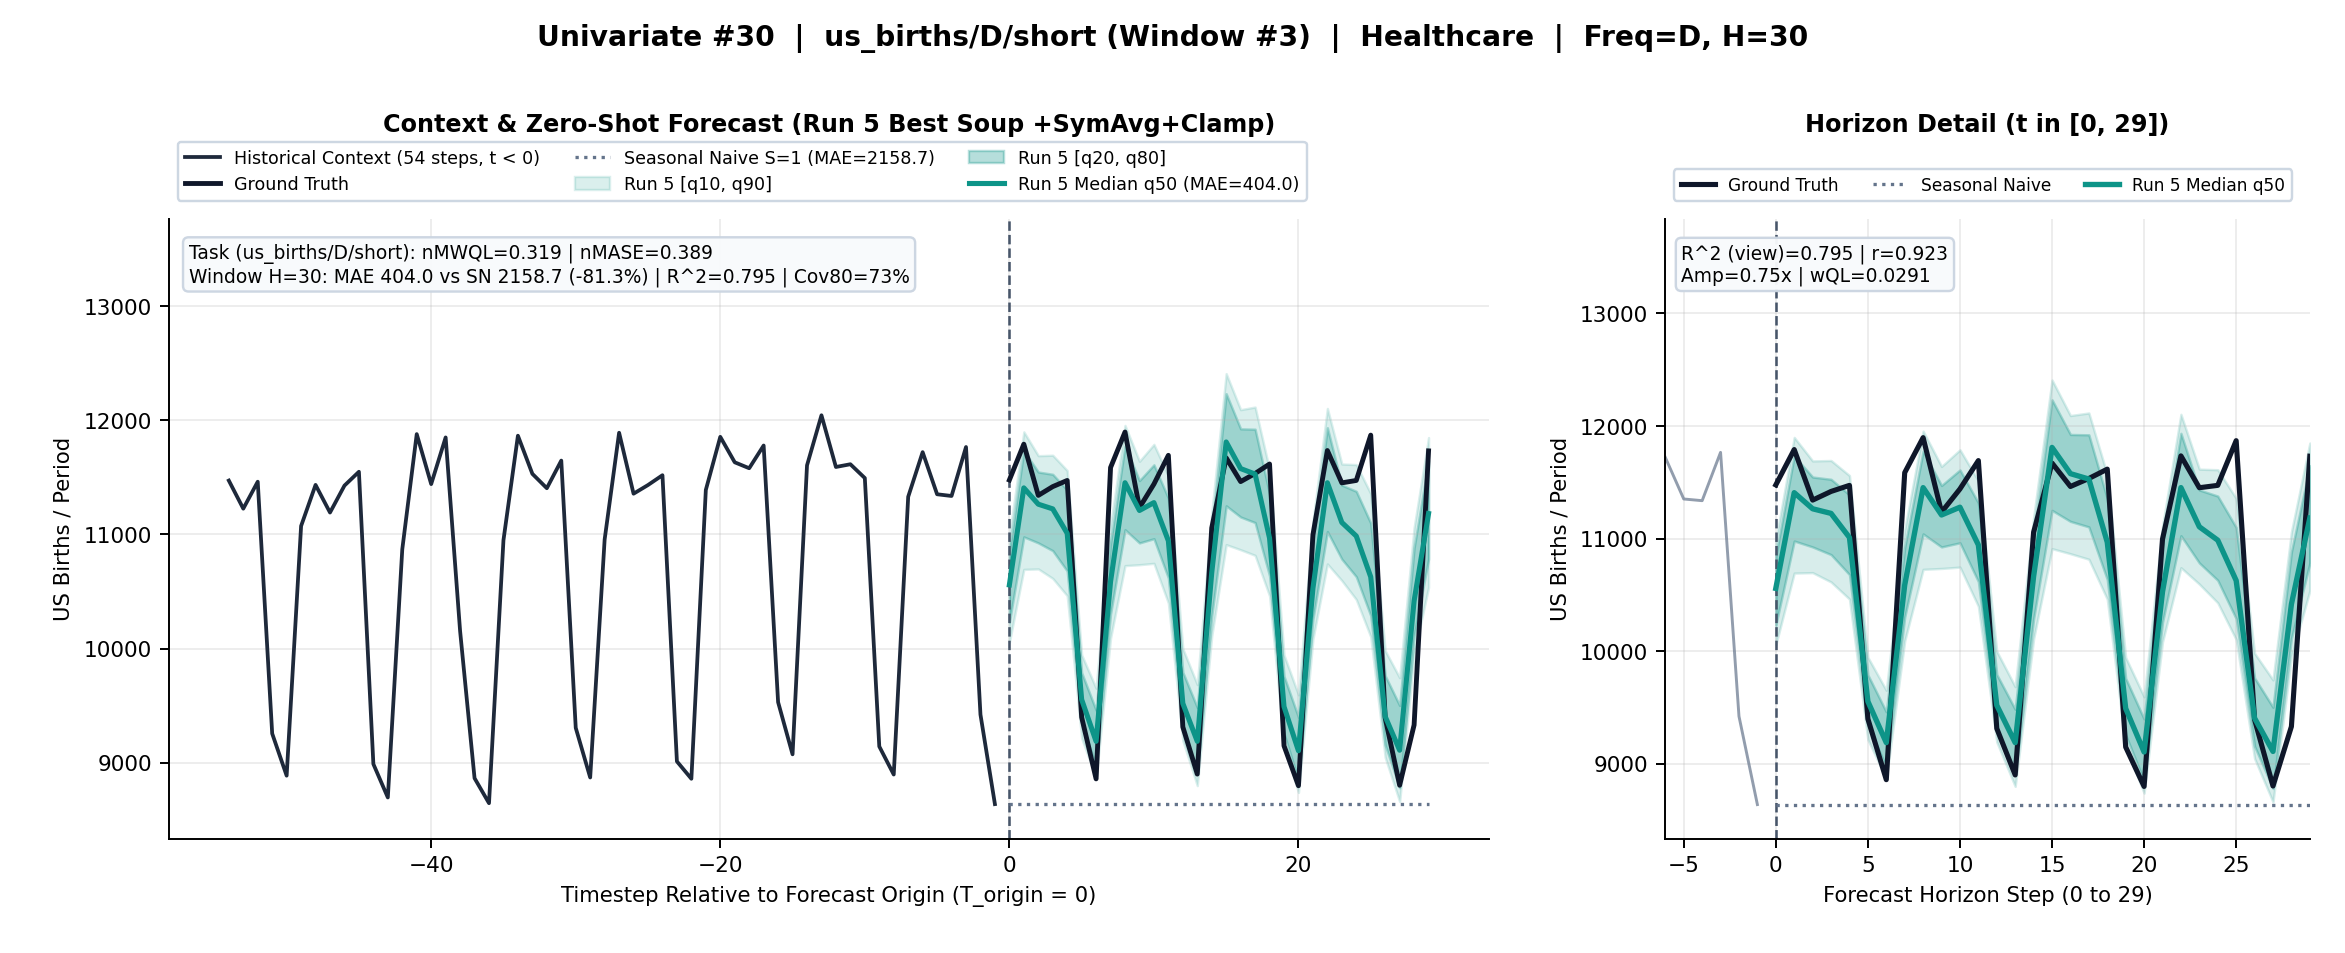 Univariate #30 | us_births/D/short (Window #3) | Healthcare | Freq=D, H=30
Context & Zero-Shot Forecast (Run 5 Best Soup +SymAvg+Clamp)
Historical Context (54 steps, t < 0)
Ground Truth
Seasonal Naive S=1 (MAE=2158.7)
Run 5 [q10, q90]
Run 5 [q20, q80]
Run 5 Median q50 (MAE=404.0)
Task (us_births/D/short): nMWQL=0.319 | nMASE=0.389
Window H=30: MAE 404.0 vs SN 2158.7 (-81.3%) | R^2=0.795 | Cov80=73%
13000
12000
11000
10000
9000
US Births / Period
−40
−20
0
20
Timestep Relative to Forecast Origin (T_origin = 0)
Horizon Detail (t in [0, 29])
Ground Truth
Seasonal Naive
Run 5 Median q50
R^2 (view)=0.795 | r=0.923
Amp=0.75x | wQL=0.0291
13000
12000
11000
10000
9000
US Births / Period
−5
0
5
10
15
20
25
Forecast Horizon Step (0 to 29)